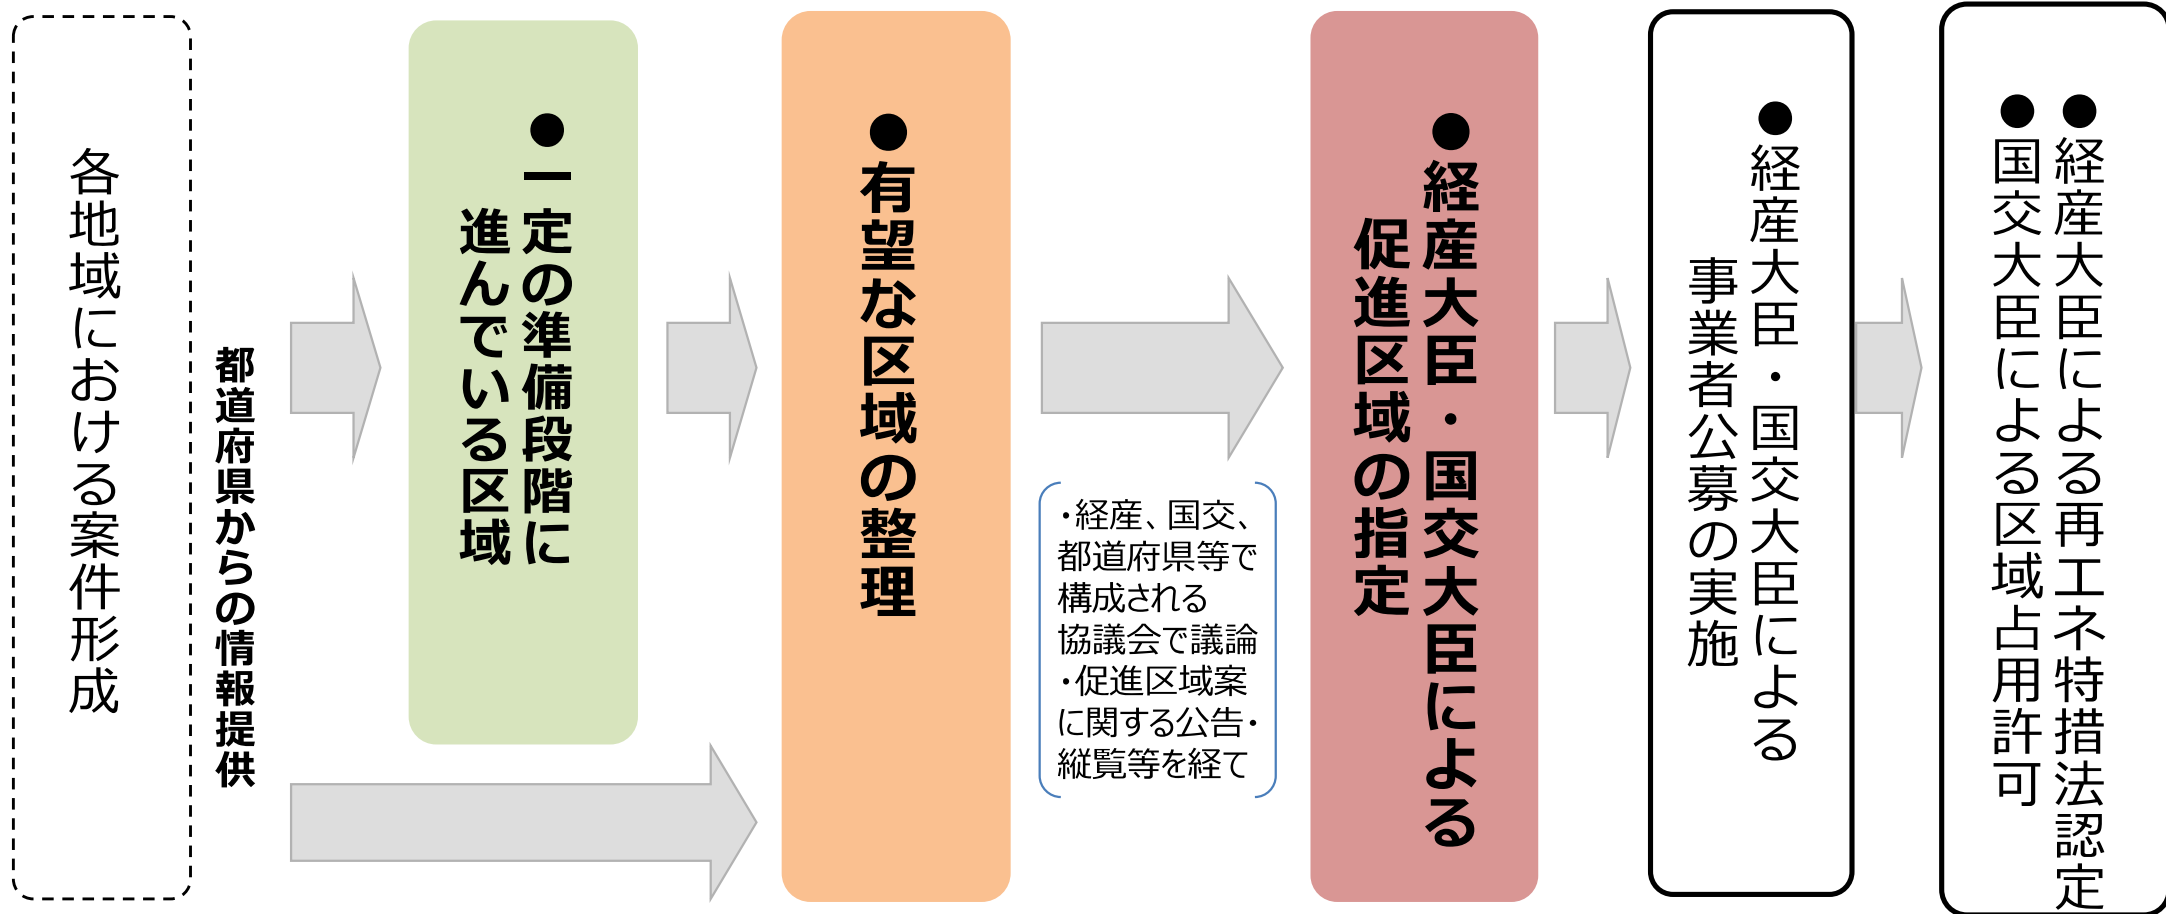 各地域における案件形成
都道府県からの情報提供
●一定の準備段階に
進んでいる区域
●有望な区域の整理
・経産、国交、
都道府県等で
構成される
協議会で議論
・促進区域案
に関する公告・
縦覧等を経て
●経産大臣・国交大臣による
促進区域の指定
●経産大臣・国交大臣による
事業者公募の実施
●経産大臣による再エネ特措法認定
●国交大臣による区域占用許可